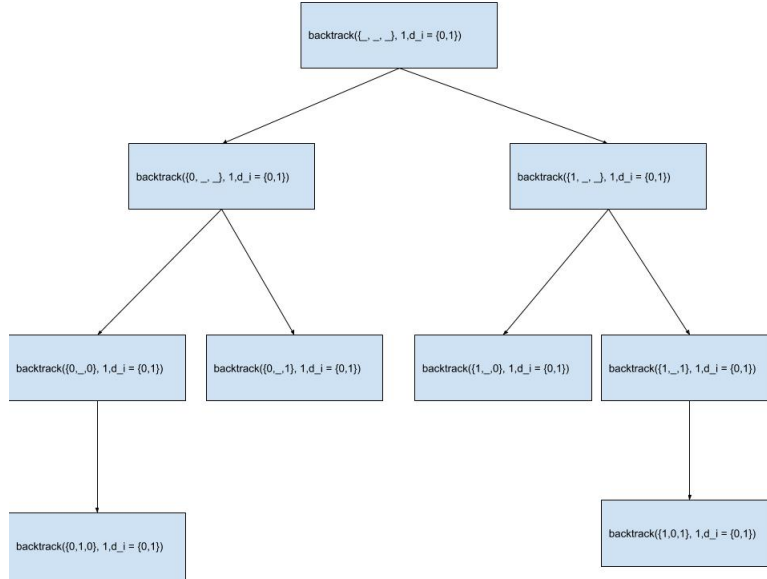 backtrack({_, _, _}, 1,d_i = {0,1})
backtrack({0, _, _}, 1,d_i = {0,1})
backtrack({1, _, _}, 1,d_i = {0,1})
backtrack({0,_,0}, 1,d_i = {0,1})
backtrack({0,_,1}, 1,d_i = {0,1})
backtrack({1,_,0}, 1,d_i = {0,1})
backtrack({1,_,1}, 1,d_i = {0,1})
backtrack({0,1,0}, 1,d_i = {0,1})
backtrack({1,0,1}, 1,d_i = {0,1})